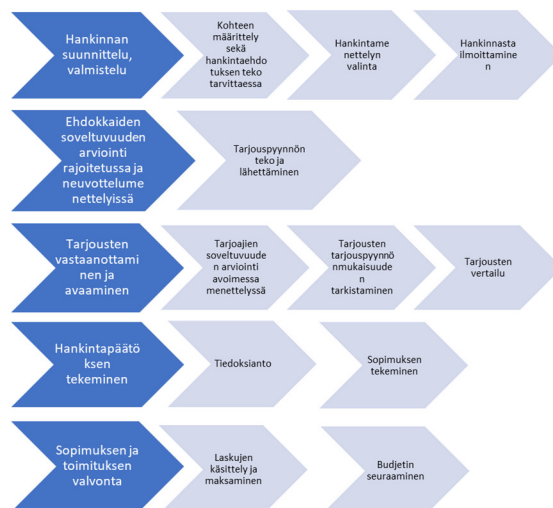 Hankinnan
suunnittelu,
valmistelu
Kohteen
määrittely
sekä
hankintaehdo
tuksen teko
tarvittaessa
Hankintame
nettelyn
valinta
Hankinnasta
ilmoittamine
n
Ehdokkaiden
soveltuvuuden
arviointi
rajoitetussa ja
neuvottelume
nettelyissä
Tarjouspyynnön
teko ja
lähettäminen
Tarjousten
vastaanottami
nen ja
avaaminen
Tarjoajien
soveltuvuude
n arviointi
avoimessa
menettelyssä
Tarjousten
tarjouspyynnö
nmukaisuude
n
tarkistaminen
Tarjousten
vertailu
Hankintapäätö
ksen
tekeminen
Tiedoksianto
Sopimuksen
tekeminen
Sopimuksen ja
toimituksen
valvonta
Laskujen
käsittely ja
maksaminen
Budjetin
seuraaminen